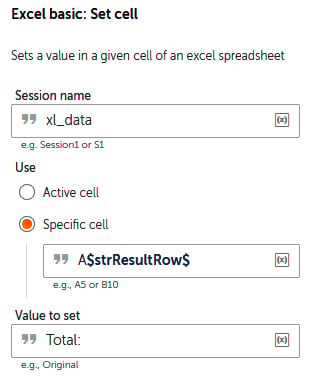 Excel basic: Set cell
Sets a value in a given cell of an excel spreadsheet
Session name
xl_data (x)
e.g. Session1 or S1
Use
Active cell
Specific cell
A$strResultRow$ (x)
e.g., A5 or B10
Value to set
Total: (x)
e.g., Original